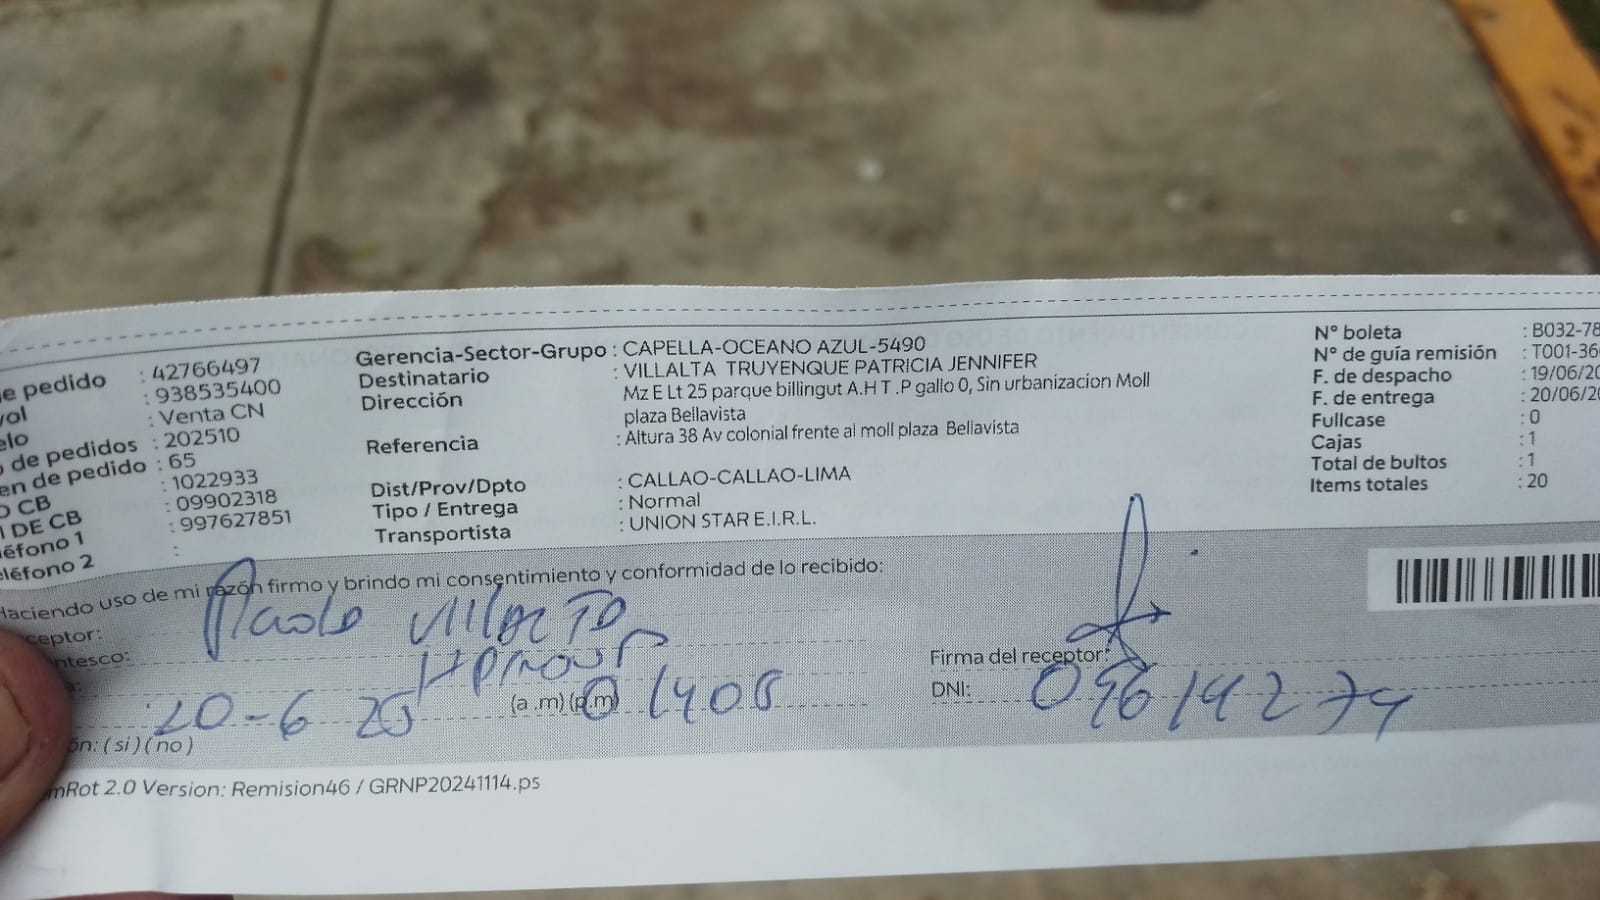 e pedido : 42766497
yol : 938535400
elo : Venta CN
o de pedidos : 202510
en de pedido : 65
O CB : 1022933
I DE CB : 09902318
léfono 1 : 997627851
eléfono 2 :
Gerencia-Sector-Grupo : CAPELLA-OCEANO AZUL-5490
Destinatario : VILLALTA TRUYENQUE PATRICIA JENNIFER
Dirección : Mz E Lt 25 parque billingut A.H T .P gallo 0, Sin urbanizacion Moll
plaza Bellavista
Referencia : Altura 38 Av colonial frente al moll plaza Bellavista
Dist/Prov/Dpto : CALLAO-CALLAO-LIMA
Tipo / Entrega : Normal
Transportista : UNION STAR E.I.R.L.
N° boleta : B032-78
N° de guía remisión : T001-36
F. de despacho : 19/06/20
F. de entrega : 20/06/20
Fullcase : 0
Cajas : 1
Total de bultos : 1
Items totales : 20
Haciendo uso de mi razón firmo y brindo mi consentimiento y conformidad de lo recibido:
ceptor:
ntesco:
20-6 25 (a .m) (p.m)
Firma del receptor:
DNI: 09614274
ón: ( si ) ( no )
mRot 2.0 Version: Remision46 / GRNP20241114.ps